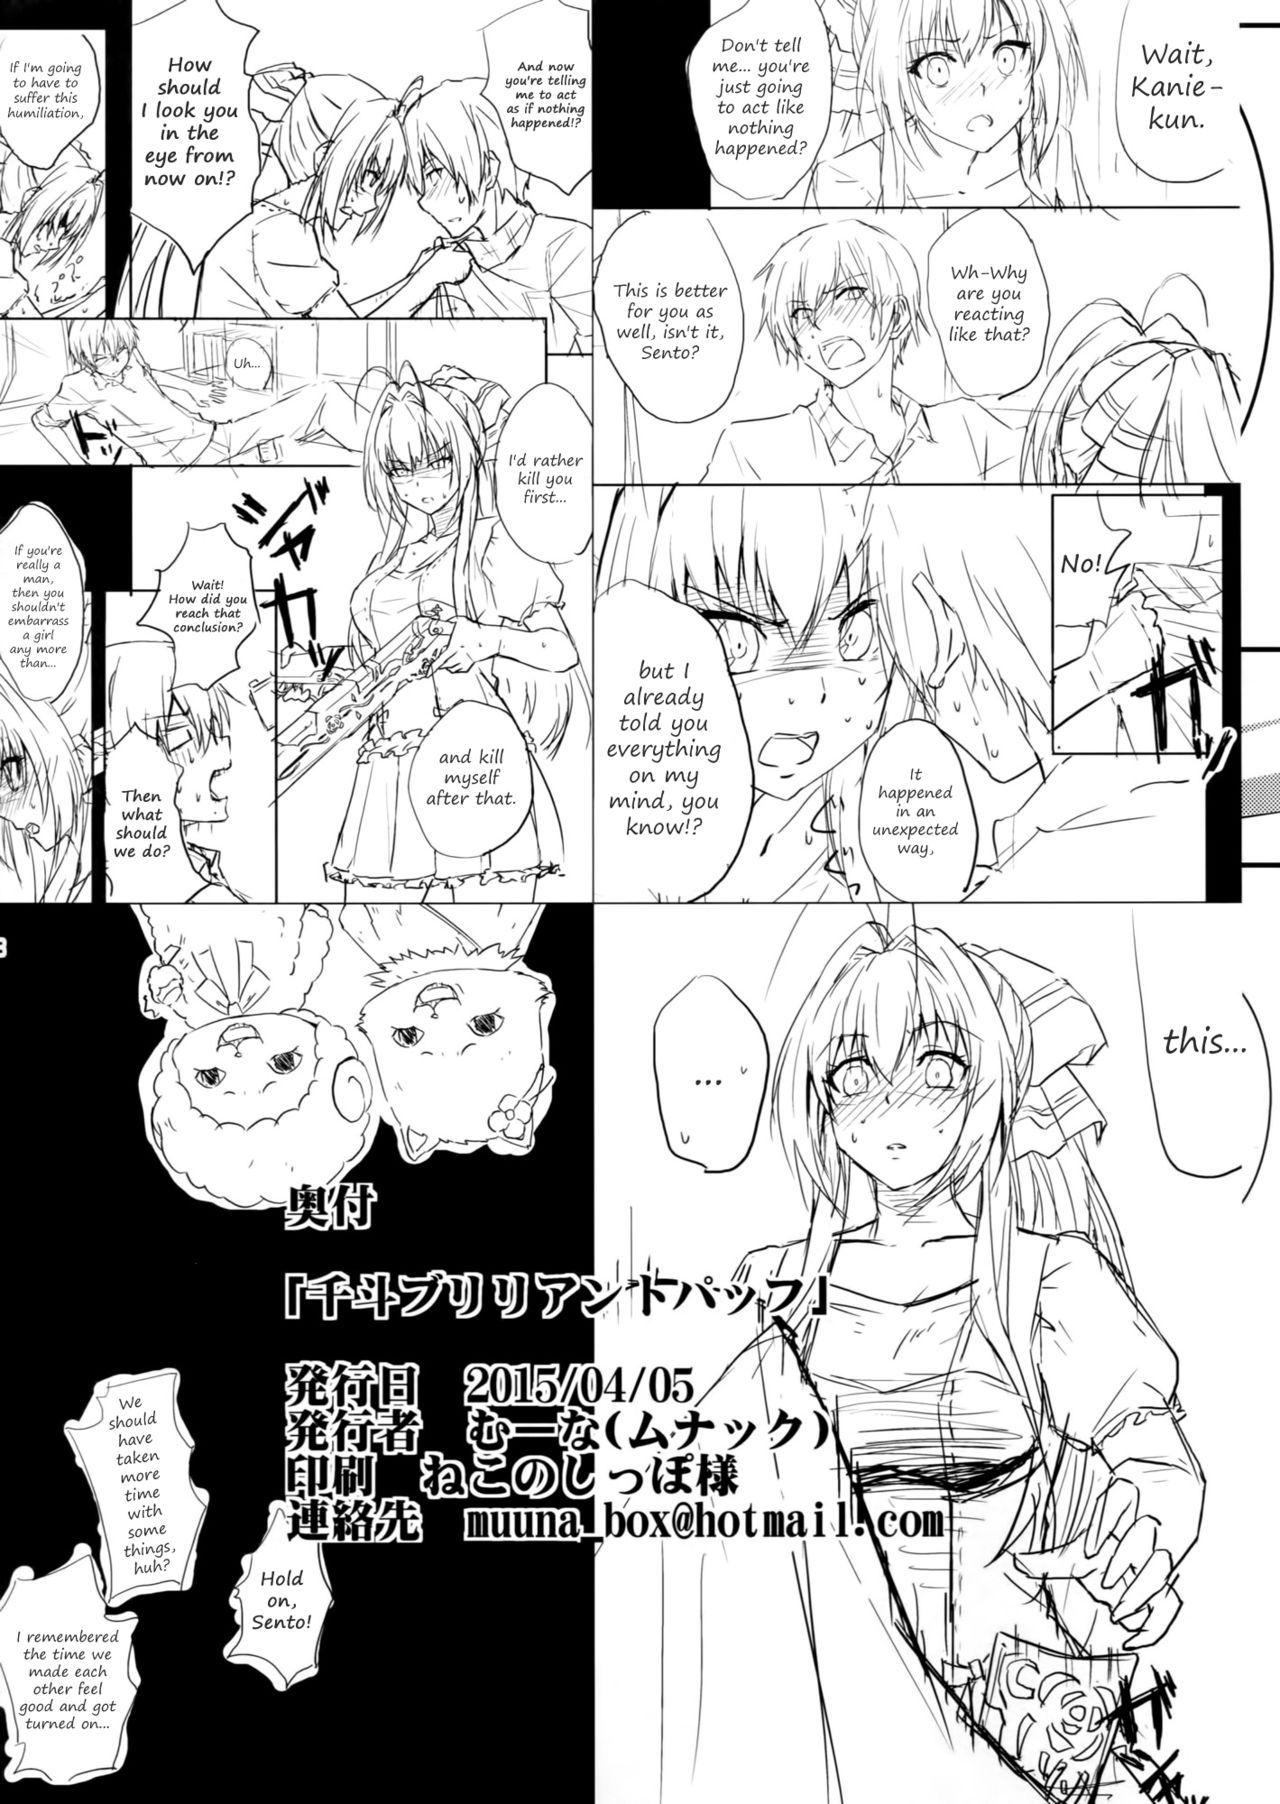 Wait,
Kanie-
kun.
Don't tell
me... you're
just going
to act like
nothing
happened?
Wh-Why
are you
reacting
like that?
This is better
for you as
well, isn't it,
Sento?
No!
It
happened
in an
unexpected
way,
but I
already
told you
everything
on my
mind, you
know!?
And now
you're telling
me to act
as if nothing
happened!?
How
should
I look you
in the
eye from
now on!?
If I'm going
to have to
suffer this
humiliation,
I'd rather
kill you
first...
Uh...
and kill
myself
after that.
Wait!
How did you
reach that
conclusion?
Then
what
should
we do?
If you're
really a
man,
then you
shouldn't
embarrass
a girl
any more
than...
this...
...
奥付
「千斗ブリリアントパッフ」
発行日 2015/04/05
発行者 むーな(ムナック)
印刷 ねこのしっぽ様
連絡先 muuna_box@hotmail.com
Hold
on,
Sento!
We
should
have
taken
more
time
with
some
things,
huh?
I remembered
the time we
made each
other feel
good and got
turned on...